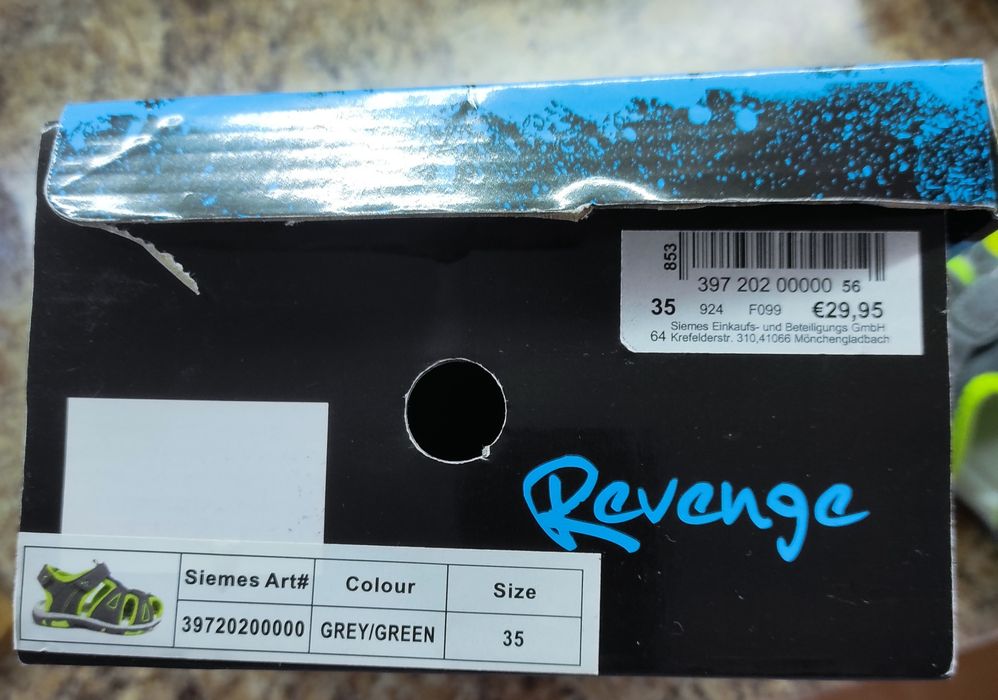 853
397 202 00000 56
35 924 F099 €29,95
Siemes Einkaufs- und Beteiligungs GmbH
64 Krefelderstr. 310,41066 Mönchengladbach
Revenge
Siemes Art# Colour Size
39720200000 GREY/GREEN 35